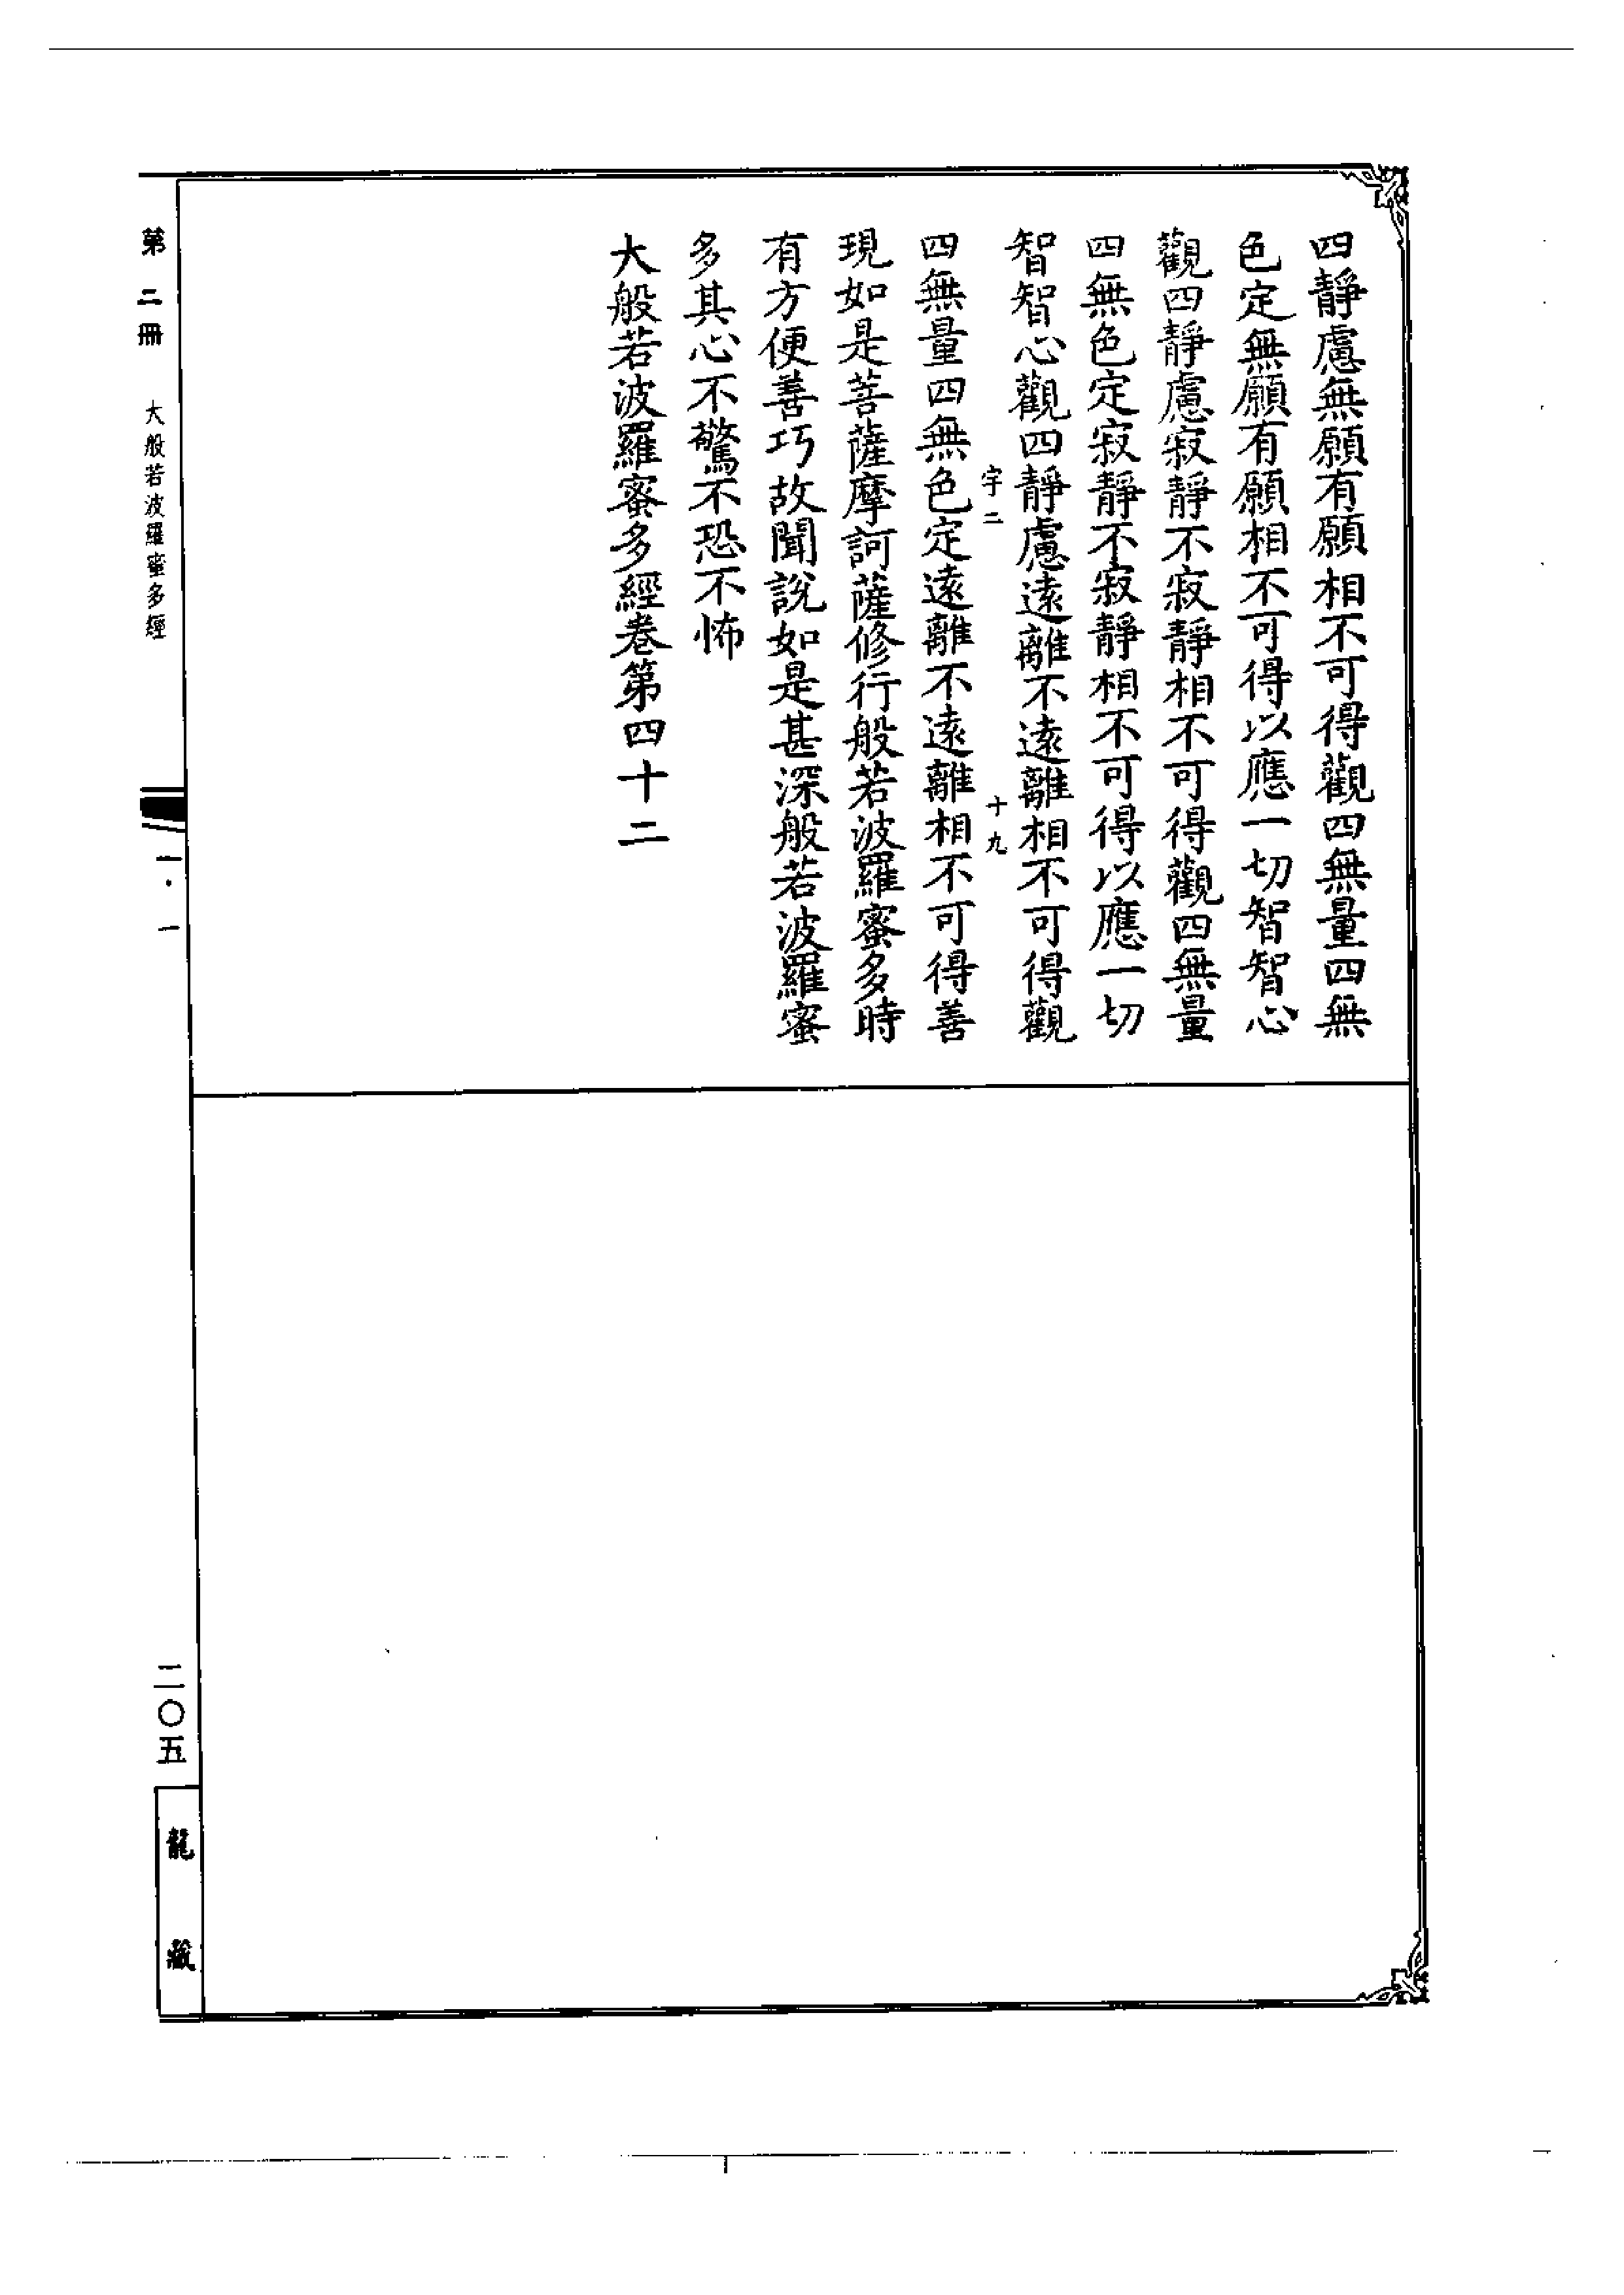 四靜慮無願有願相不可得觀四無量四無
色定無願有願相不可得以應一切智智心
觀四靜慮寂靜不寂靜相不可得觀四無量
四無色定寂靜不寂靜相不可得以應一切
智智心觀四靜慮遠離不遠離相不可得觀
宇二 十九
四無量四無色定遠離不遠離相不可得善
現如是菩薩摩訶薩修行般若波羅蜜多時
有方便善巧故聞說如是甚深般若波羅蜜
多其心不驚不恐不怖
大般若波羅蜜多經卷第四十二
第二冊 大般若波羅蜜多經 一·一 二〇五 龍藏